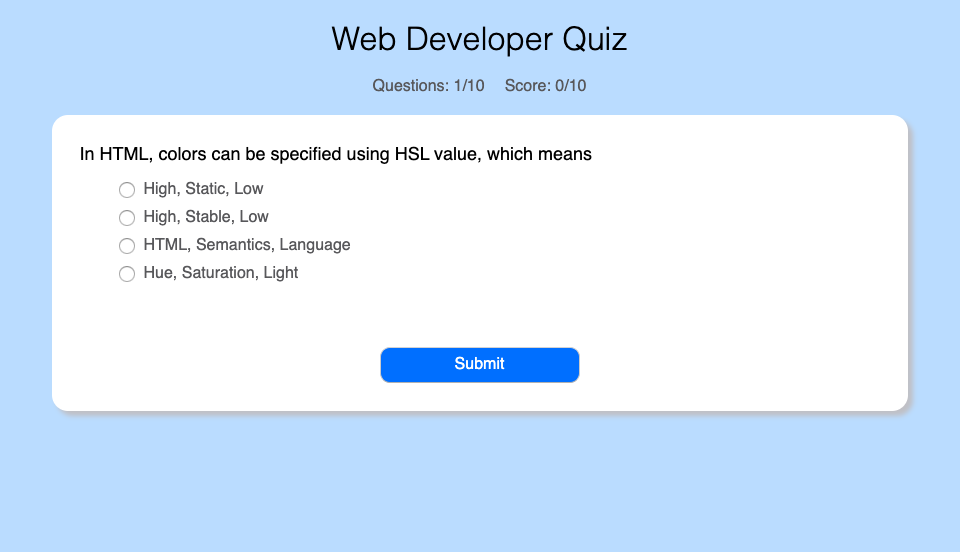 Web Developer Quiz
Questions: 1/10 Score: 0/10
In HTML, colors can be specified using HSL value, which means
High, Static, Low
High, Stable, Low
HTML, Semantics, Language
Hue, Saturation, Light
Submit